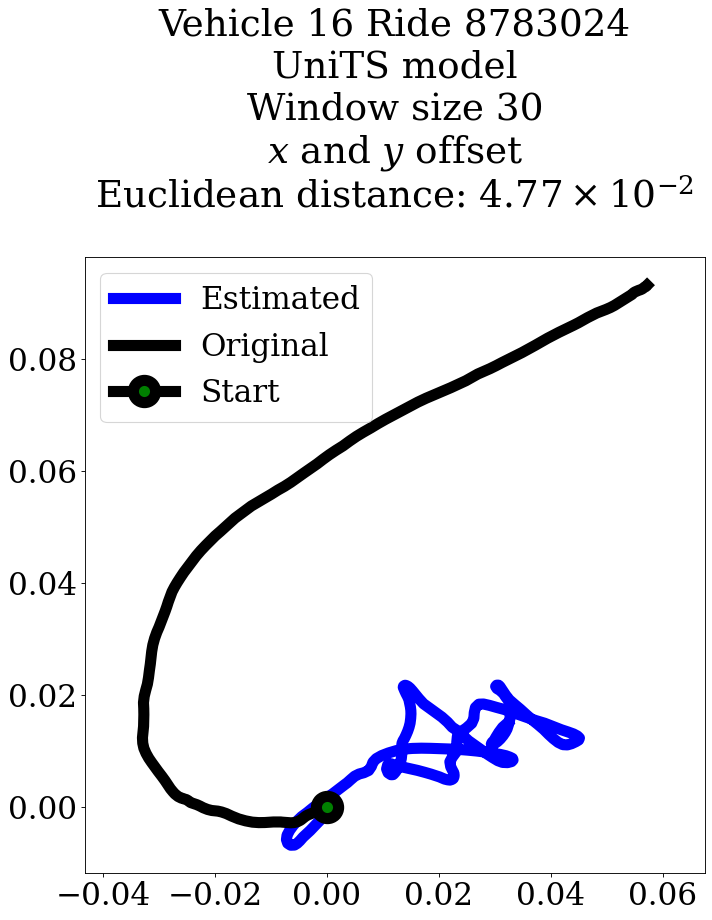 Vehicle 16 Ride 8783024
UniTS model
Window size 30
x and y offset
Euclidean distance: 4.77 × 10⁻²
Estimated
Original
Start
0.08
0.06
0.04
0.02
0.00
−0.04 −0.02 0.00 0.02 0.04 0.06